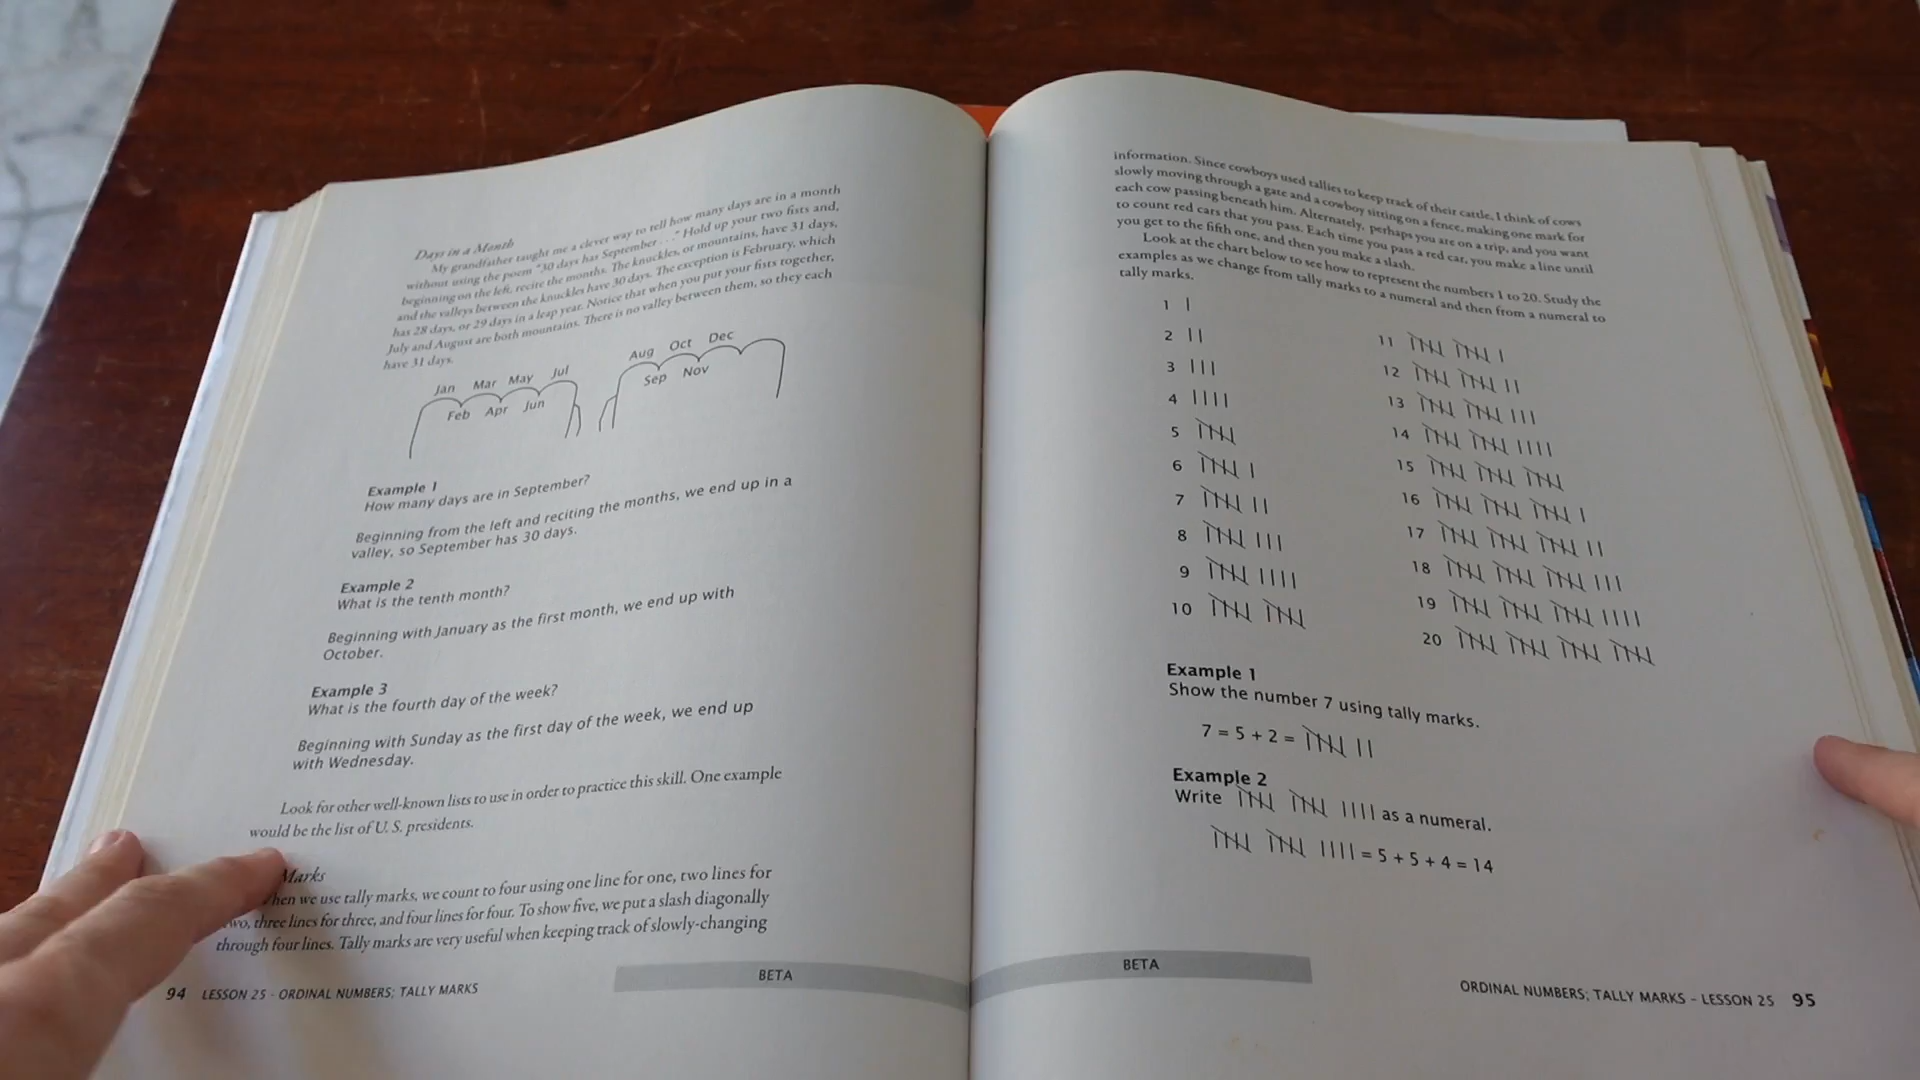 Days in a Month
My grandfather taught me a clever way to tell how many days are in a month
without using the poem "30 days has September . . ." Hold up your two fists and,
beginning on the left, recite the months. The knuckles, or mountains, have 31 days,
and the valleys between the knuckles have 30 days. The exception is February, which
has 28 days, or 29 days in a leap year. Notice that when you put your fists together,
July and August are both mountains. There is no valley between them, so they each
have 31 days.
Jan Mar May Jul
Feb Apr Jun
Aug Oct Dec
Sep Nov
Example 1
How many days are in September?
Beginning from the left and reciting the months, we end up in a
valley, so September has 30 days.
Example 2
What is the tenth month?
Beginning with January as the first month, we end up with
October.
Example 3
What is the fourth day of the week?
Beginning with Sunday as the first day of the week, we end up
with Wednesday.
Look for other well-known lists to use in order to practice this skill. One example
would be the list of U. S. presidents.
Marks
we use tally marks, we count to four using one line for one, two lines for
three lines for three, and four lines for four. To show five, we put a slash diagonally
through four lines. Tally marks are very useful when keeping track of slowly-changing
BETA
94 LESSON 25 - ORDINAL NUMBERS; TALLY MARKS
information. Since cowboys used tallies to keep track of their cattle, I think of cows
slowly moving through a gate and a cowboy sitting on a fence, making one mark for
each cow passing beneath him. Alternately, perhaps you are on a trip, and you want
to count red cars that you pass. Each time you pass a red car, you make a line until
you get to the fifth one, and then you make a slash.
Look at the chart below to see how to represent the numbers 1 to 20. Study the
examples as we change from tally marks to a numeral and then from a numeral to
tally marks.
1
2
3
4
5
6
7
8
9
10
11
12
13
14
15
16
17
18
19
20
Example 1
Show the number 7 using tally marks.
7 = 5 + 2 =
Example 2
Write as a numeral.
= 5 + 5 + 4 = 14
BETA
ORDINAL NUMBERS; TALLY MARKS - LESSON 25 95